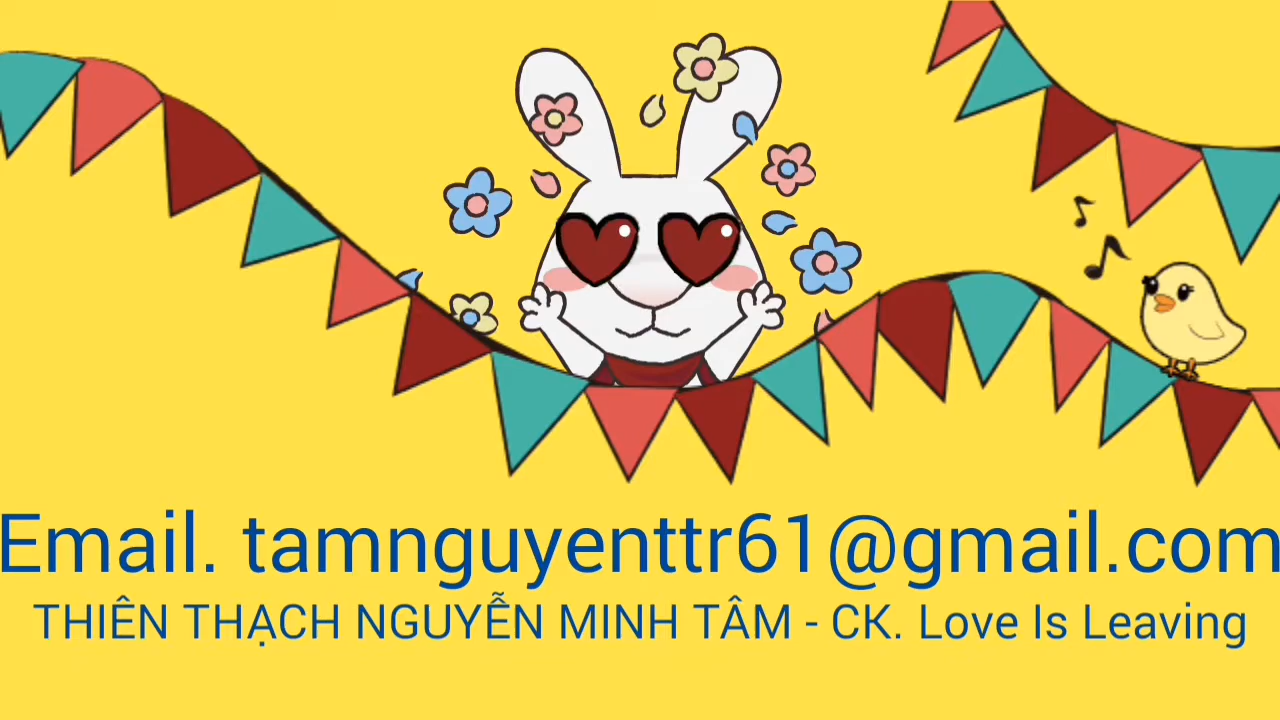 Email. tamnguyenttr61@gmail.com
THIÊN THẠCH NGUYỄN MINH TÂM - CK. Love Is Leaving